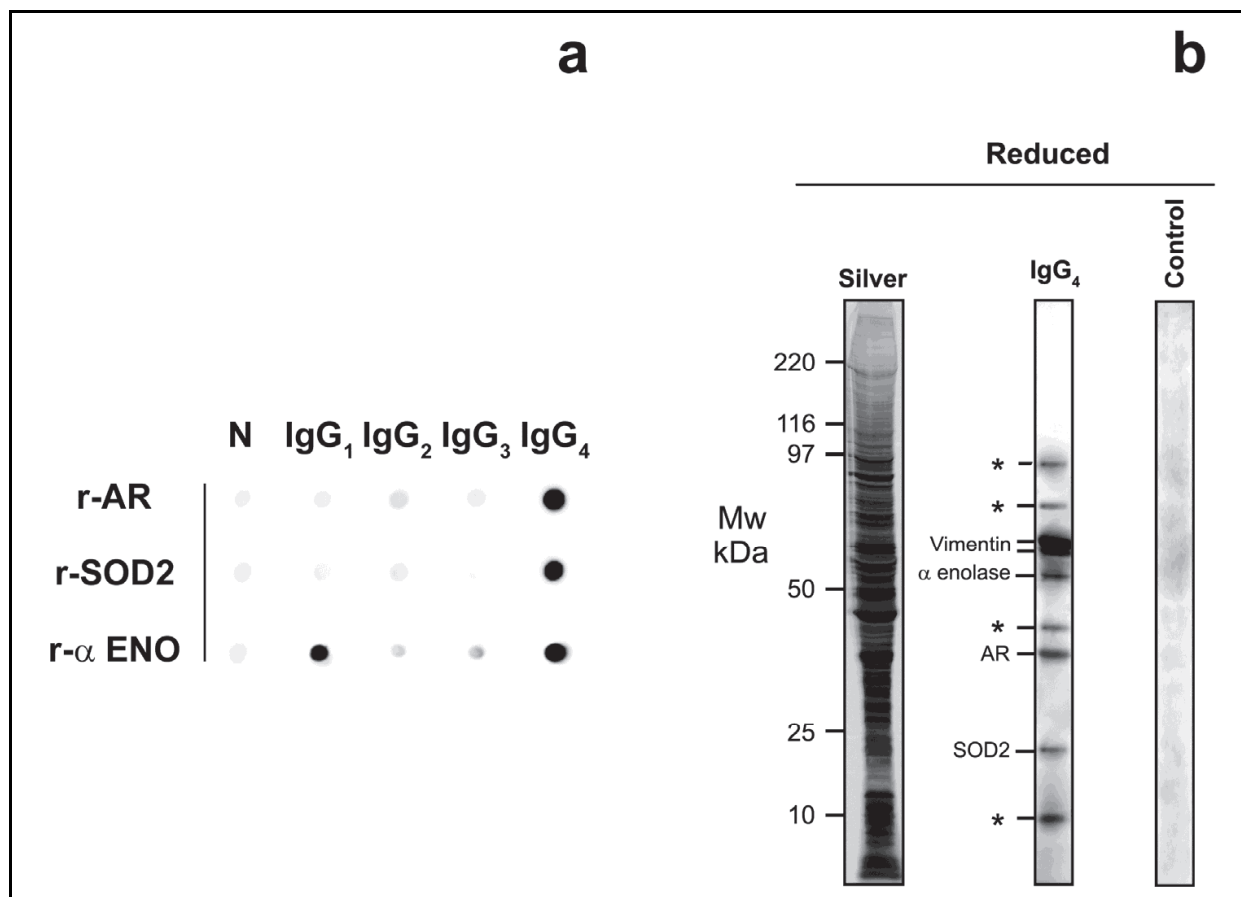 a
N IgG1 IgG2 IgG3 IgG4
r-AR
r-SOD2
r-α ENO
b
Reduced
Silver
IgG4
Control
Mw
kDa
220
116
97
50
25
10
*
*
Vimentin
α enolase
*
AR
SOD2
*